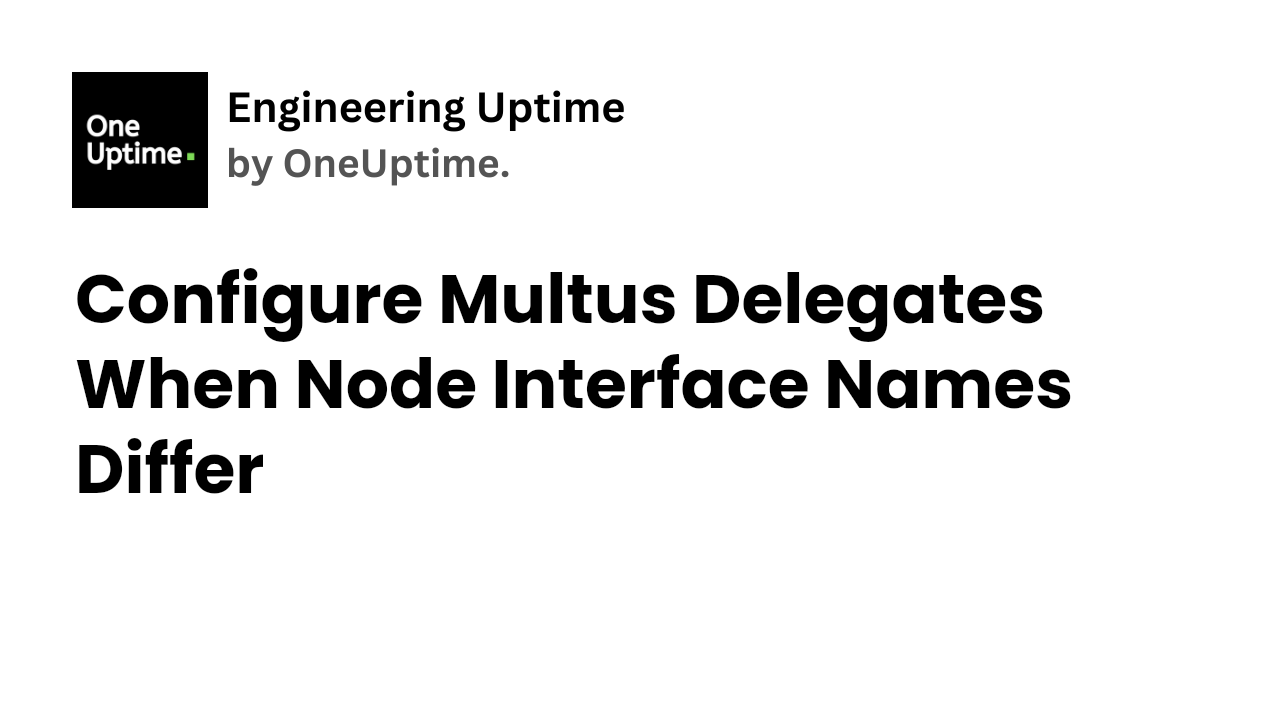 One
Uptime
Engineering Uptime
by OneUptime.
Configure Multus Delegates
When Node Interface Names
Differ